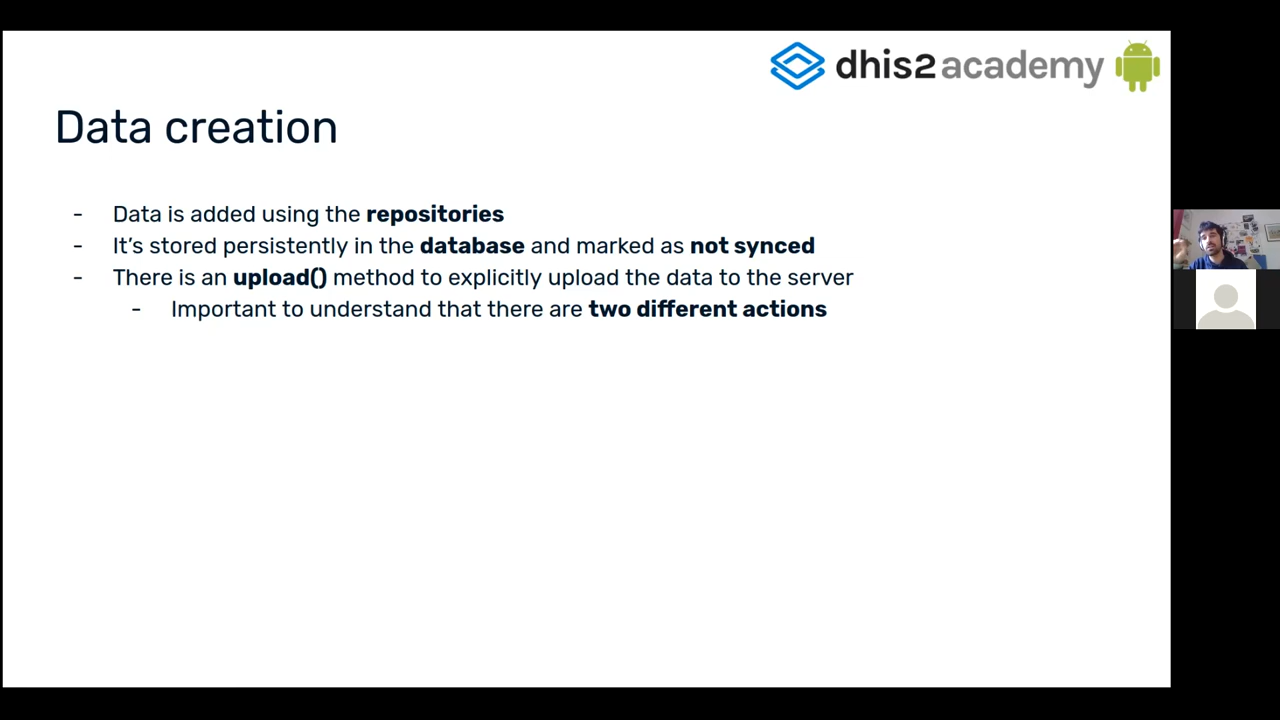 dhis2 academy
Data creation
- Data is added using the repositories
- It's stored persistently in the database and marked as not synced
- There is an upload() method to explicitly upload the data to the server
- Important to understand that there are two different actions